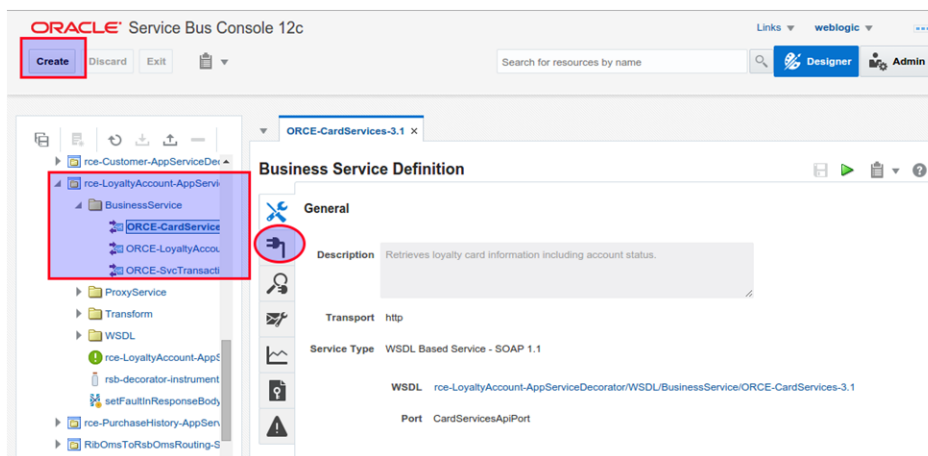 ORACLE Service Bus Console 12c
Links weblogic
Create Discard Exit Search for resources by name Designer Admin
ORCE-CardServices-3.1
rce-Customer-AppServiceDec
Business Service Definition
rce-LoyaltyAccount-AppServi
BusinessService
General
ORCE-CardService
ORCE-LoyaltyAccou
Description Retrieves loyalty card information including account status.
ORCE-SvcTransacti
ProxyService
Transform
Transport http
WSDL
Service Type WSDL Based Service - SOAP 1.1
rce-LoyaltyAccount-AppS
rsb-decorator-instrument
WSDL rce-LoyaltyAccount-AppServiceDecorator/WSDL/BusinessService/ORCE-CardServices-3.1
setFaultInResponseBody
rce-PurchaseHistory-AppServ
Port CardServicesApiPort
RibOmsToRsbOmsRouting-S